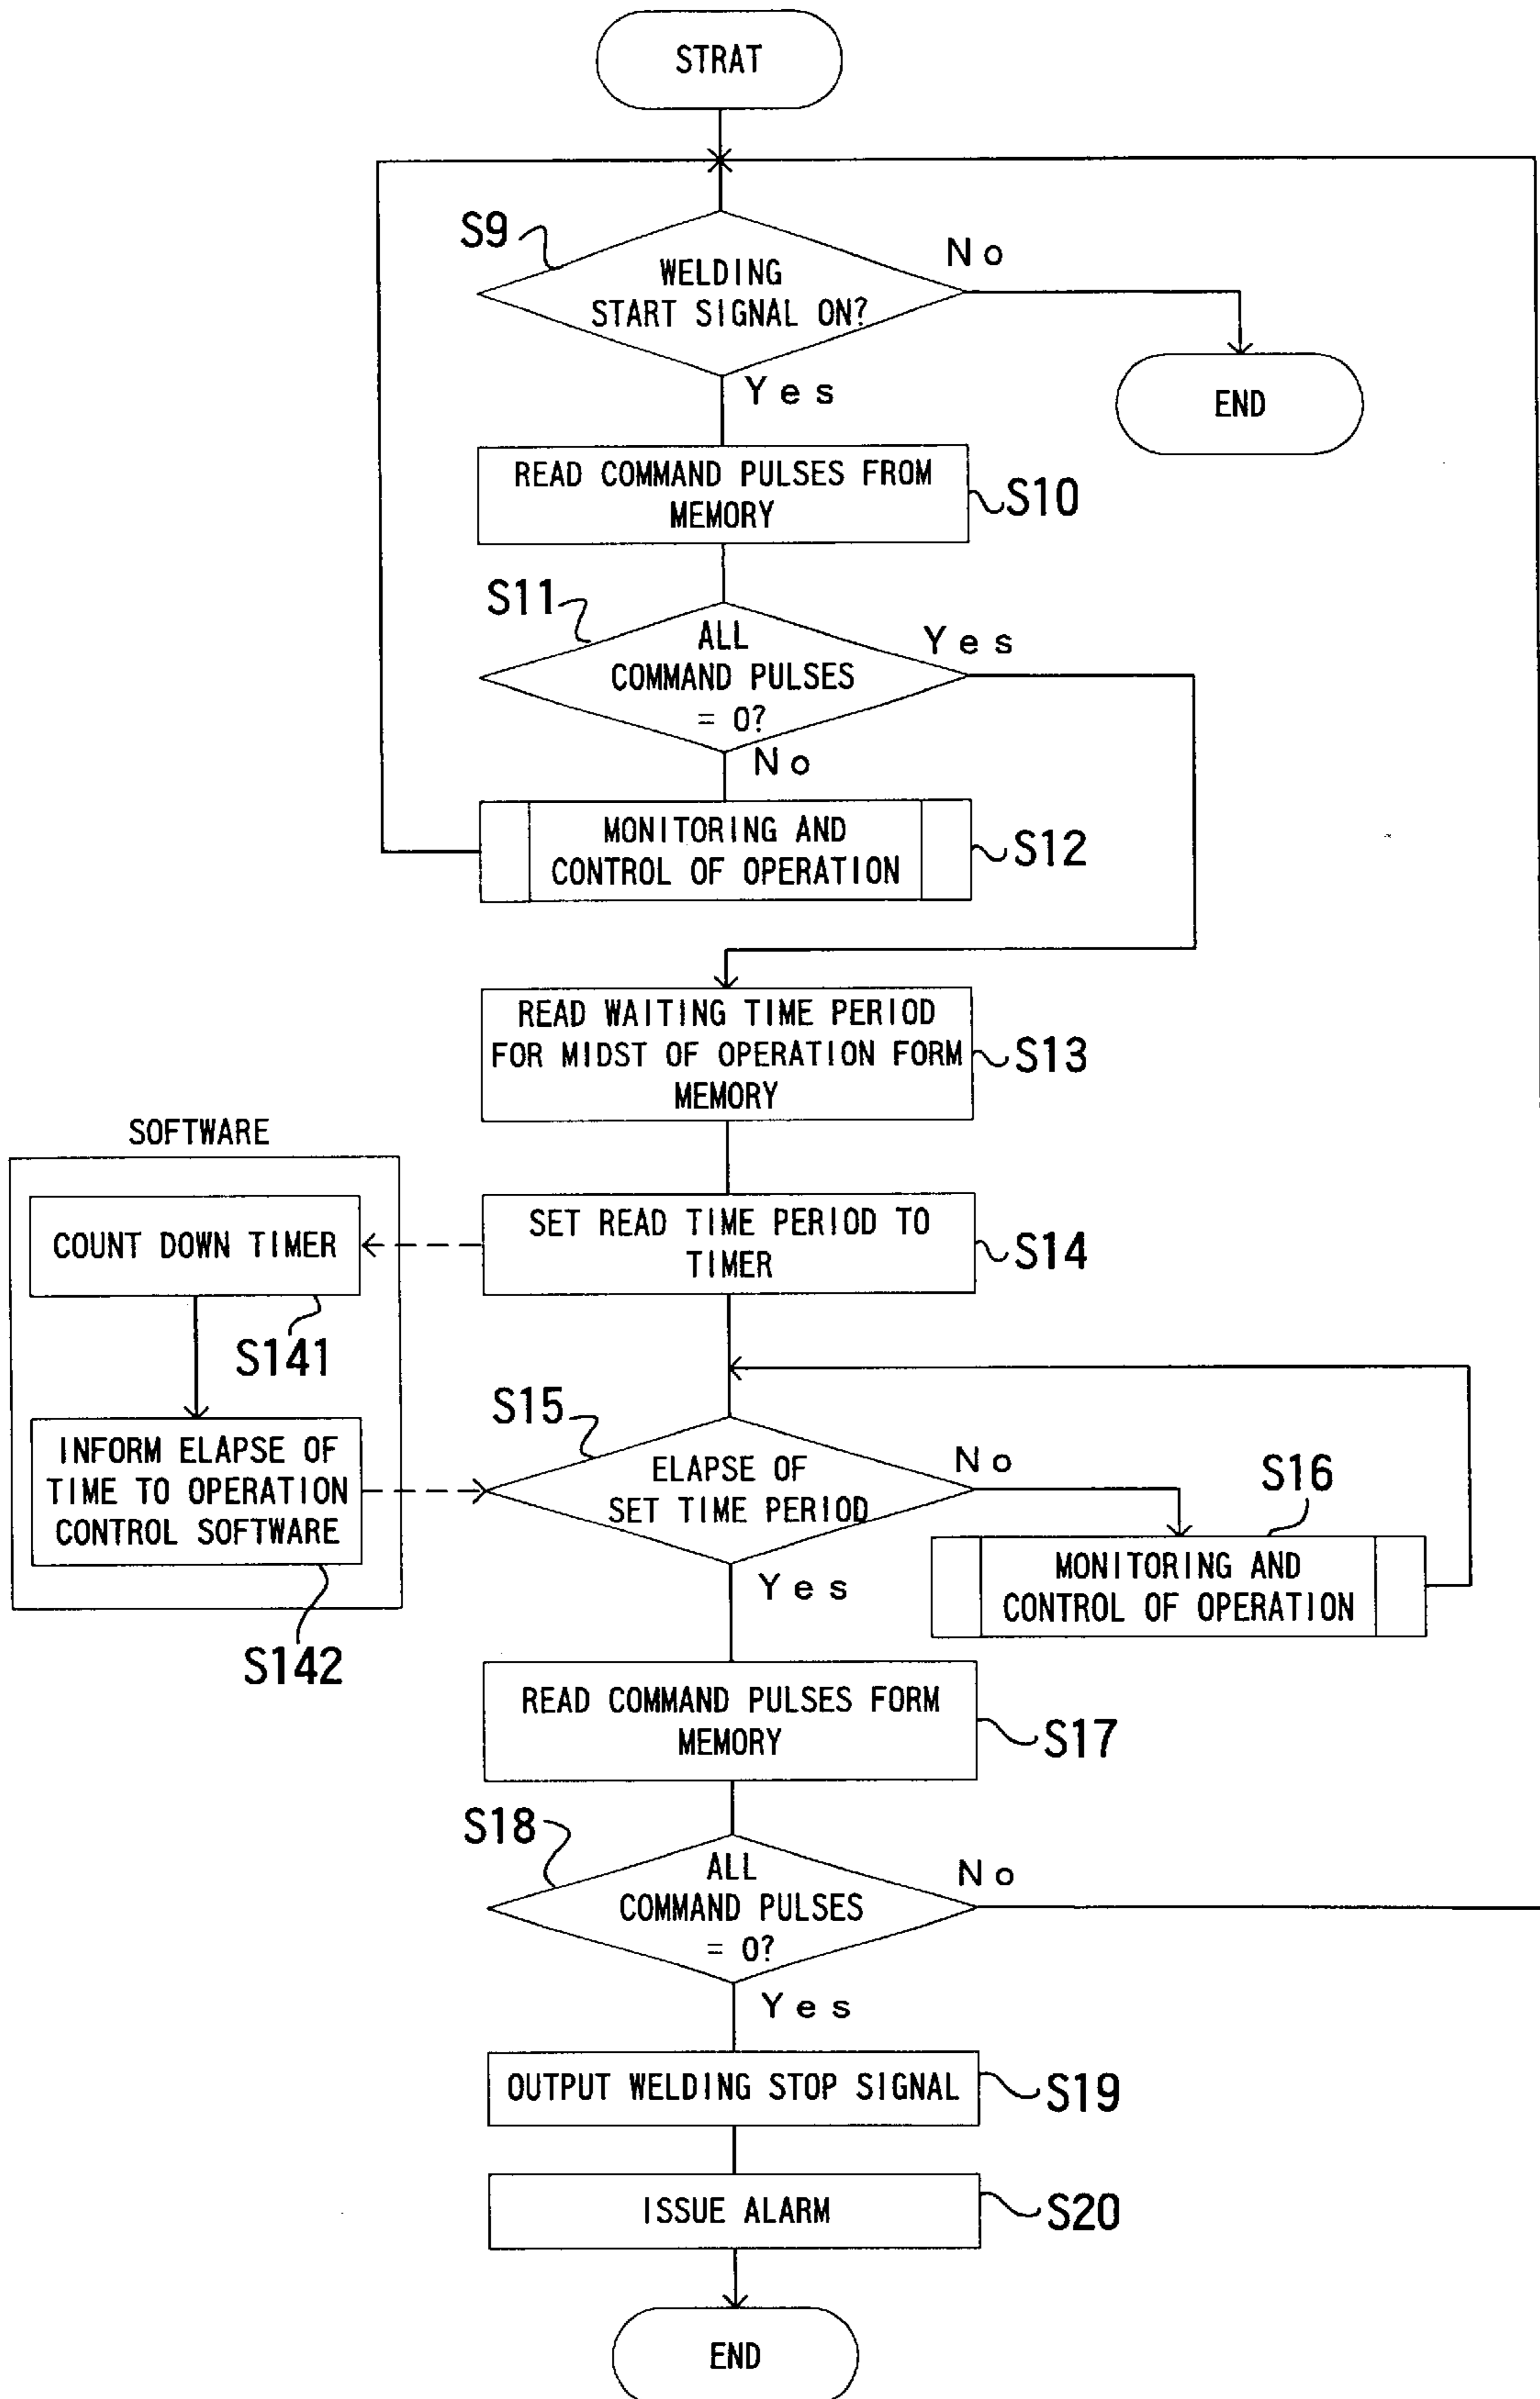 STRAT
S9
WELDING
START SIGNAL ON?
No
Yes
END
READ COMMAND PULSES FROM
MEMORY
S10
S11
ALL
COMMAND PULSES
= 0?
Yes
No
MONITORING AND
CONTROL OF OPERATION
S12
READ WAITING TIME PERIOD
FOR MIDST OF OPERATION FORM
MEMORY
S13
SOFTWARE
COUNT DOWN TIMER
S141
SET READ TIME PERIOD TO
TIMER
S14
INFORM ELAPSE OF
TIME TO OPERATION
CONTROL SOFTWARE
S142
S15
ELAPSE OF
SET TIME PERIOD
No
Yes
S16
MONITORING AND
CONTROL OF OPERATION
READ COMMAND PULSES FORM
MEMORY
S17
S18
ALL
COMMAND PULSES
= 0?
No
Yes
OUTPUT WELDING STOP SIGNAL
S19
ISSUE ALARM
S20
END